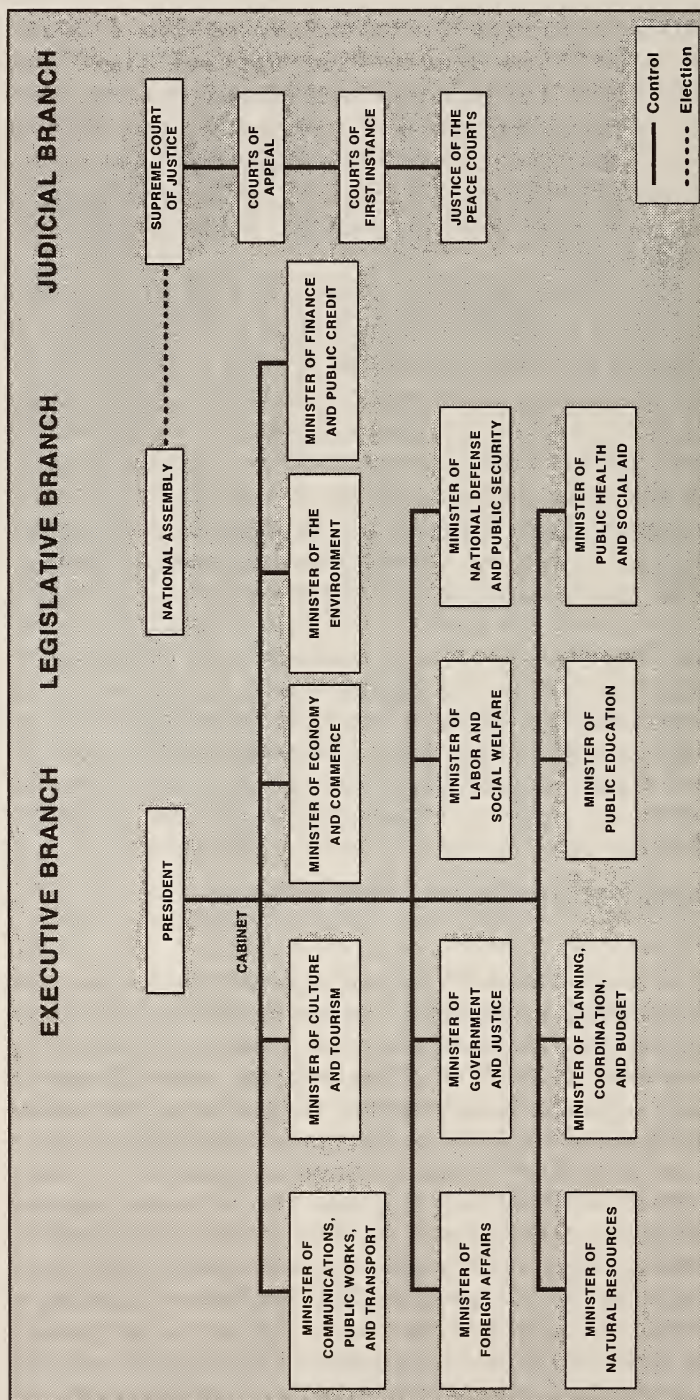 EXECUTIVE BRANCH
LEGISLATIVE BRANCH
JUDICIAL BRANCH
PRESIDENT
NATIONAL ASSEMBLY
SUPREME COURT
OF JUSTICE
COURTS OF
APPEAL
COURTS OF
FIRST INSTANCE
JUSTICE OF THE
PEACE COURTS
CABINET
MINISTER OF
COMMUNICATIONS,
PUBLIC WORKS,
AND TRANSPORT
MINISTER OF CULTURE
AND TOURISM
MINISTER OF ECONOMY
AND COMMERCE
MINISTER OF THE
ENVIRONMENT
MINISTER OF FINANCE
AND PUBLIC CREDIT
MINISTER OF
FOREIGN AFFAIRS
MINISTER OF
GOVERNMENT
AND JUSTICE
MINISTER OF
LABOR AND
SOCIAL WELFARE
MINISTER OF
NATIONAL DEFENSE
AND PUBLIC SECURITY
MINISTER OF
NATURAL RESOURCES
MINISTER OF PLANNING,
COORDINATION,
AND BUDGET
MINISTER OF
PUBLIC EDUCATION
MINISTER OF
PUBLIC HEALTH
AND SOCIAL AID
Control
Election